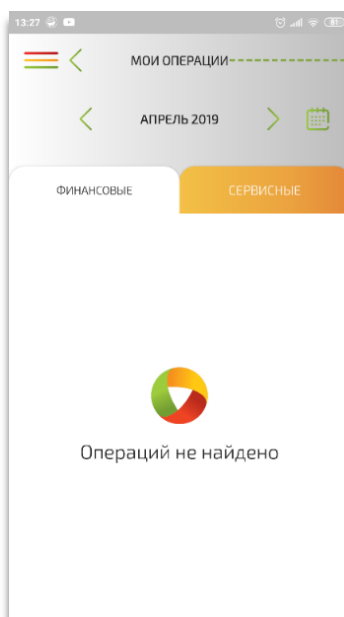 13:27
МОИ ОПЕРАЦИИ
АПРЕЛЬ 2019
ФИНАНСОВЫЕ
СЕРВИСНЫЕ
Операций не найдено